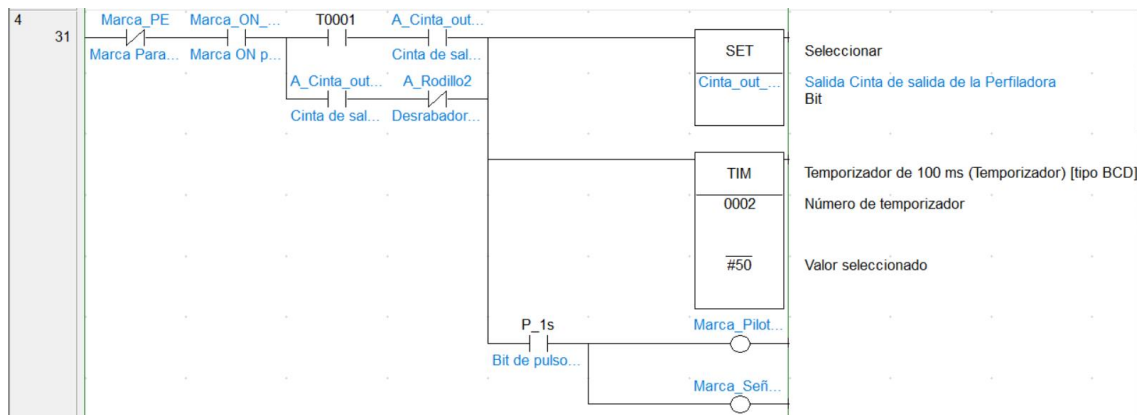 4
31
Marca_PE Marca_ON_... T0001 A_Cinta_out...
Marca Para... Marca ON p... Cinta de sal...
SET Seleccionar
A_Cinta_out... A_Rodillo2
Cinta de sal... Desrabador...
Cinta_out_... Salida Cinta de salida de la Perfiladora
Bit
TIM Temporizador de 100 ms (Temporizador) [tipo BCD]
0002 Número de temporizador
#50 Valor seleccionado
P_1s Marca_Pilot...
Bit de pulso...
Marca_Señ...